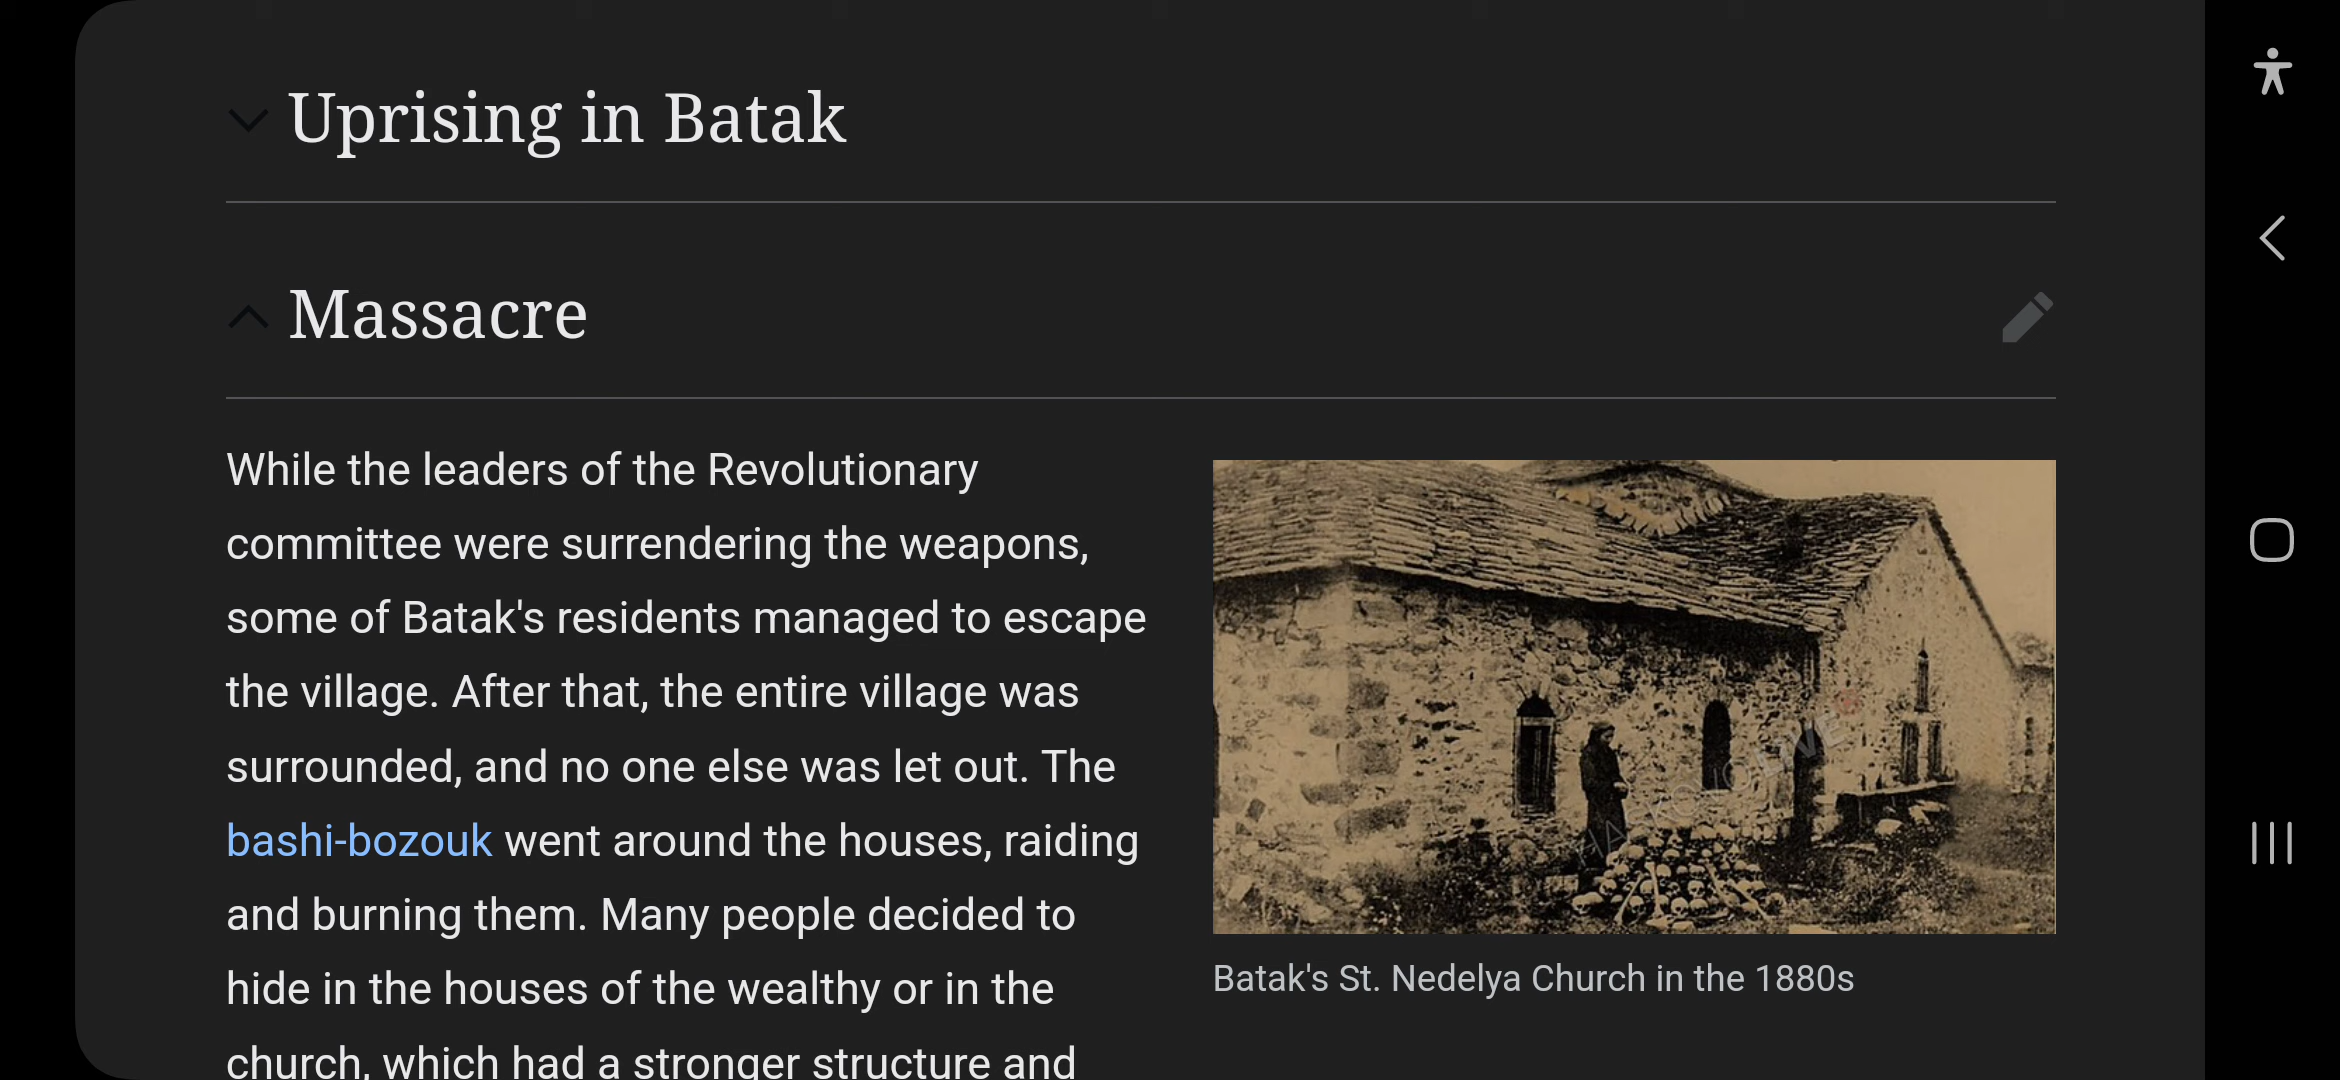 Uprising in Batak
Massacre
While the leaders of the Revolutionary
committee were surrendering the weapons,
some of Batak's residents managed to escape
the village. After that, the entire village was
surrounded, and no one else was let out. The
bashi-bozouk went around the houses, raiding
and burning them. Many people decided to
hide in the houses of the wealthy or in the
church, which had a stronger structure and
LIVE
Batak's St. Nedelya Church in the 1880s